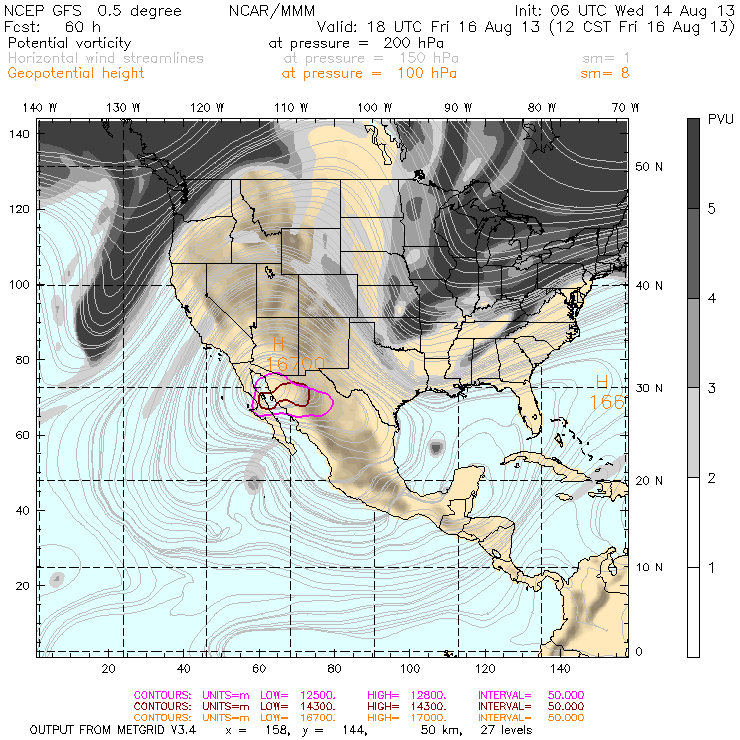 NCEP GFS 0.5 degree NCAR/MMM Init: 06 UTC Wed 14 Aug 13
Fcst: 60 h Valid: 18 UTC Fri 16 Aug 13 (12 CST Fri 16 Aug 13)
Potential vorticity at pressure = 200 hPa
Horizontal wind streamlines at pressure = 150 hPa sm= 1
Geopotential height at pressure = 100 hPa sm= 8
140 W 130 W 120 W 110 W 100 W 90 W 80 W 70 W
PVU
140
50 N
120
5
100 40 N
4
H
16700
80
H
30 N 3
166
60
20 N 2
40
10 N 1
20
0
20 40 60 80 100 120 140
CONTOURS: UNITS=m LOW= 12500. HIGH= 12800. INTERVAL= 50.000
CONTOURS: UNITS=m LOW= 14300. HIGH= 14300. INTERVAL= 50.000
CONTOURS: UNITS=m LOW= 16700. HIGH= 17000. INTERVAL= 50.000
OUTPUT FROM METGRID V3.4 x = 158, y = 144, 50 km, 27 levels